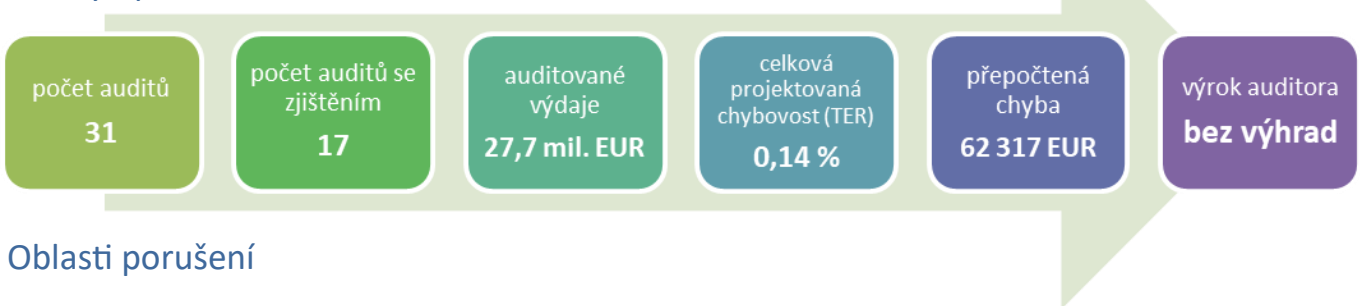 počet auditů
31
počet auditů se
zjištěním
17
auditované
výdaje
27,7 mil. EUR
celková
projektovaná
chybovost (TER)
0,14 %
přepočtená
chyba
62 317 EUR
výrok auditora
bez výhrad
Oblasti porušení